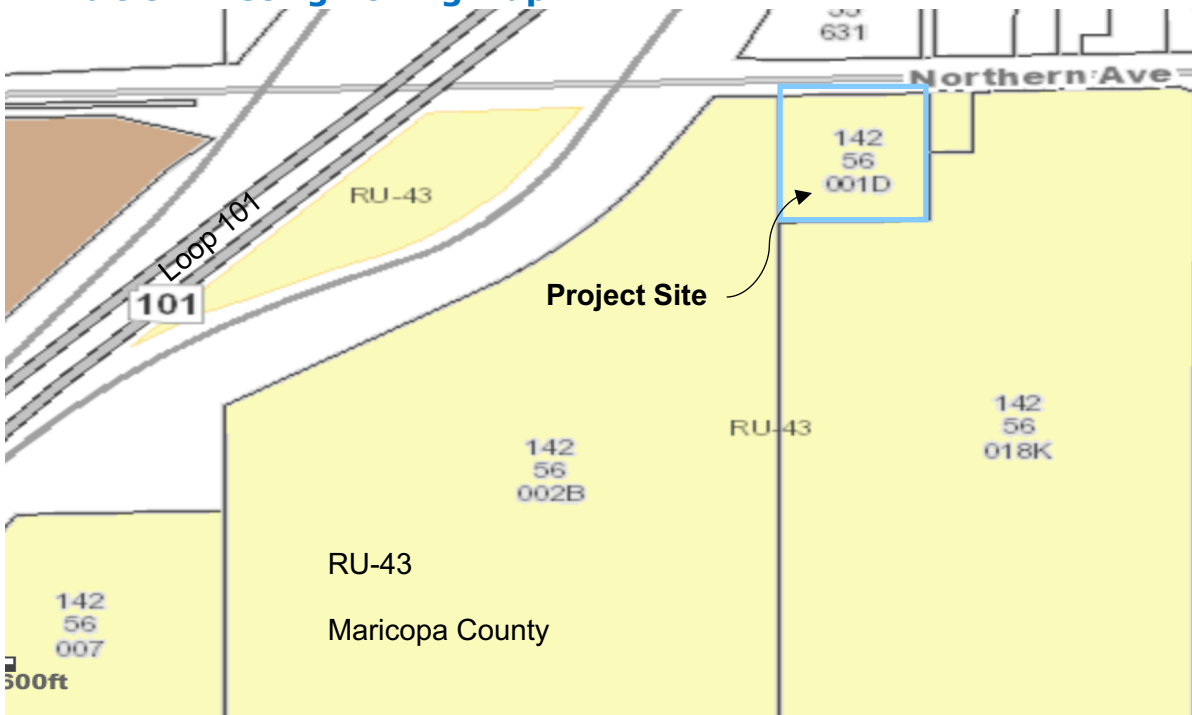 631
Northern Ave
142
56
001D
RU-43
Loop 101
101
Project Site
RU-43
142
56
018K
142
56
002B
RU-43
Maricopa County
142
56
007